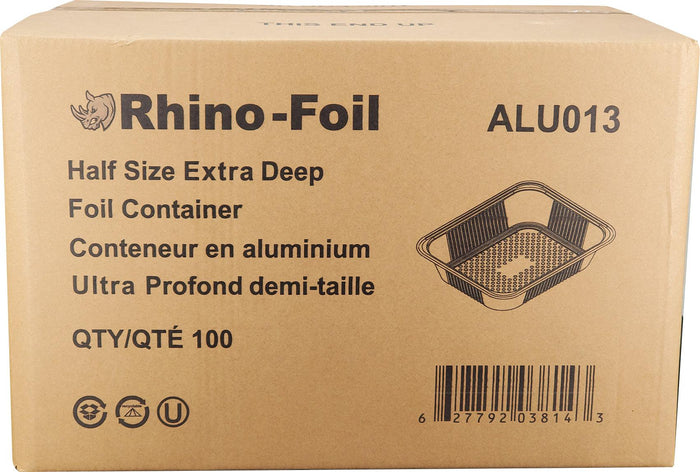 THIS END UP
Rhino-Foil
ALU013
Half Size Extra Deep
Foil Container
Conteneur en aluminium
Ultra Profond demi-taille
QTY/QTÉ 100
U
6 27792 03814 3